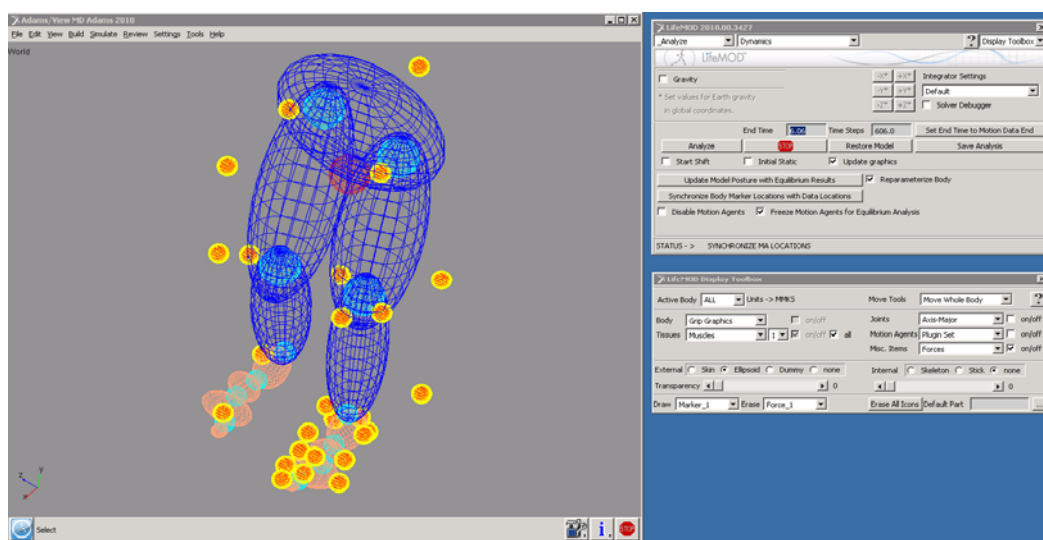 Adams/View MD Adams 2010
File Edit View Build Simulate Review Settings Tools Help
World
z y x
Select
i
STOP
LifeMOD 2010.00.3427
_Analyze Dynamics ? Display Toolbox
LifeMOD
Gravity
* Set values for Earth gravity
in global coordinates.
-X* +X*
-Y* +Y*
-Z* +Z*
Integrator Settings
Default
Solver Debugger
End Time 6.06 Time Steps 606.0 Set End Time to Motion Data End
Analyze STOP Restore Model Save Analysis
Start Shift Initial Static Update graphics
Update Model Posture with Equilibrium Results Reparameterize Body
Synchronize Body Marker Locations with Data Locations
Disable Motion Agents Freeze Motion Agents for Equilibrium Analysis
STATUS - > SYNCHRONIZE MA LOCATIONS
LifeMOD Display Toolbox
Active Body ALL Units -> MMKS Move Tools Move Whole Body ?
Body Grip Graphics on/off Joints Axis-Major on/off
Tissues Muscles 1 on/off all Motion Agents Plugin Set on/off
Misc. Items Forces on/off
External Skin Ellipsoid Dummy none Internal Skeleton Stick none
Transparency 0 0
Draw Marker_1 Erase Force_1 Erase All Icons Default Part ...